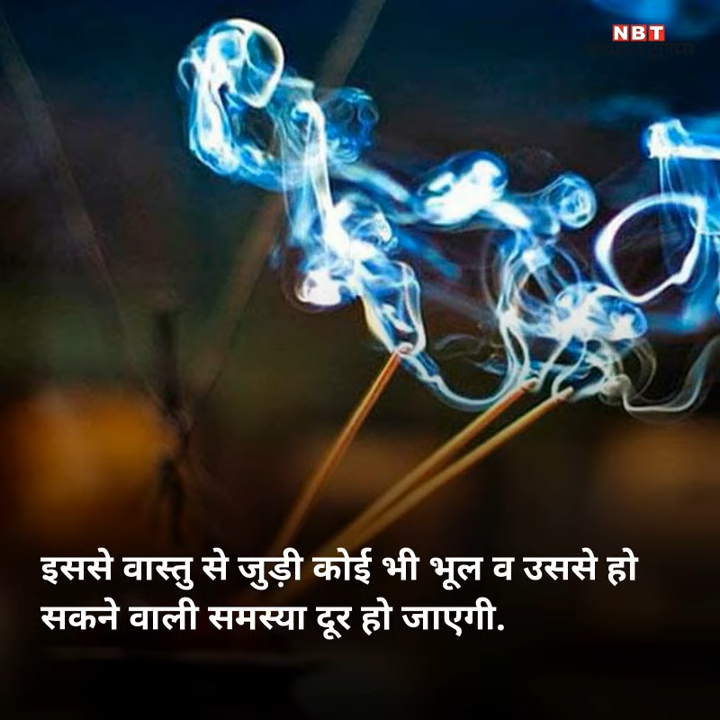 NBT
इससे वास्तु से जुड़ी कोई भी भूल व उससे हो
सकने वाली समस्या दूर हो जाएगी.